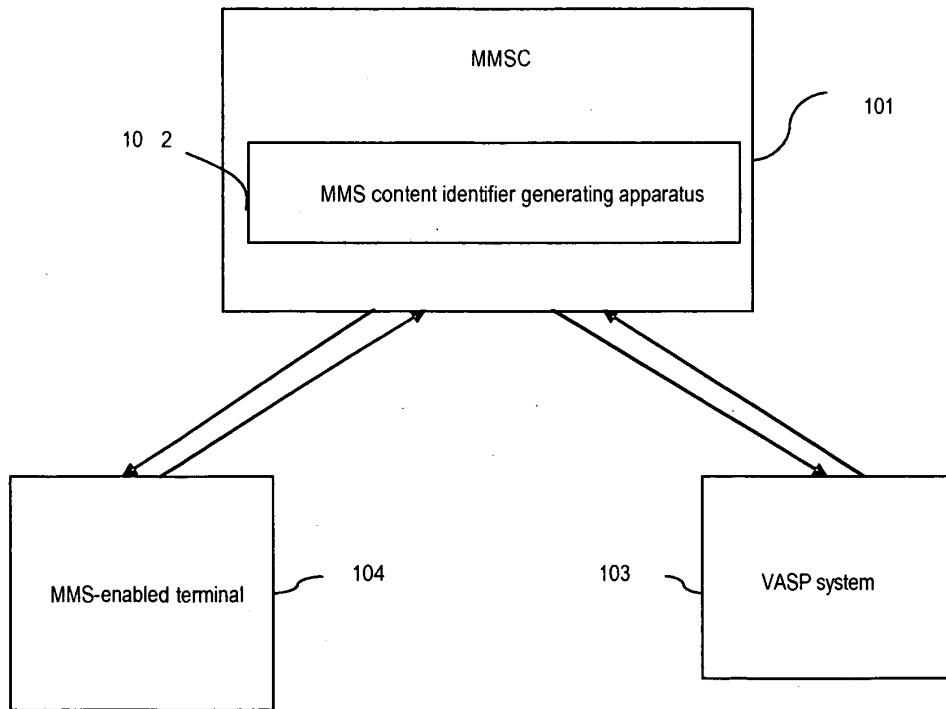 MMSC
101
10 2
MMS content identifier generating apparatus
104
103
MMS-enabled terminal
VASP system